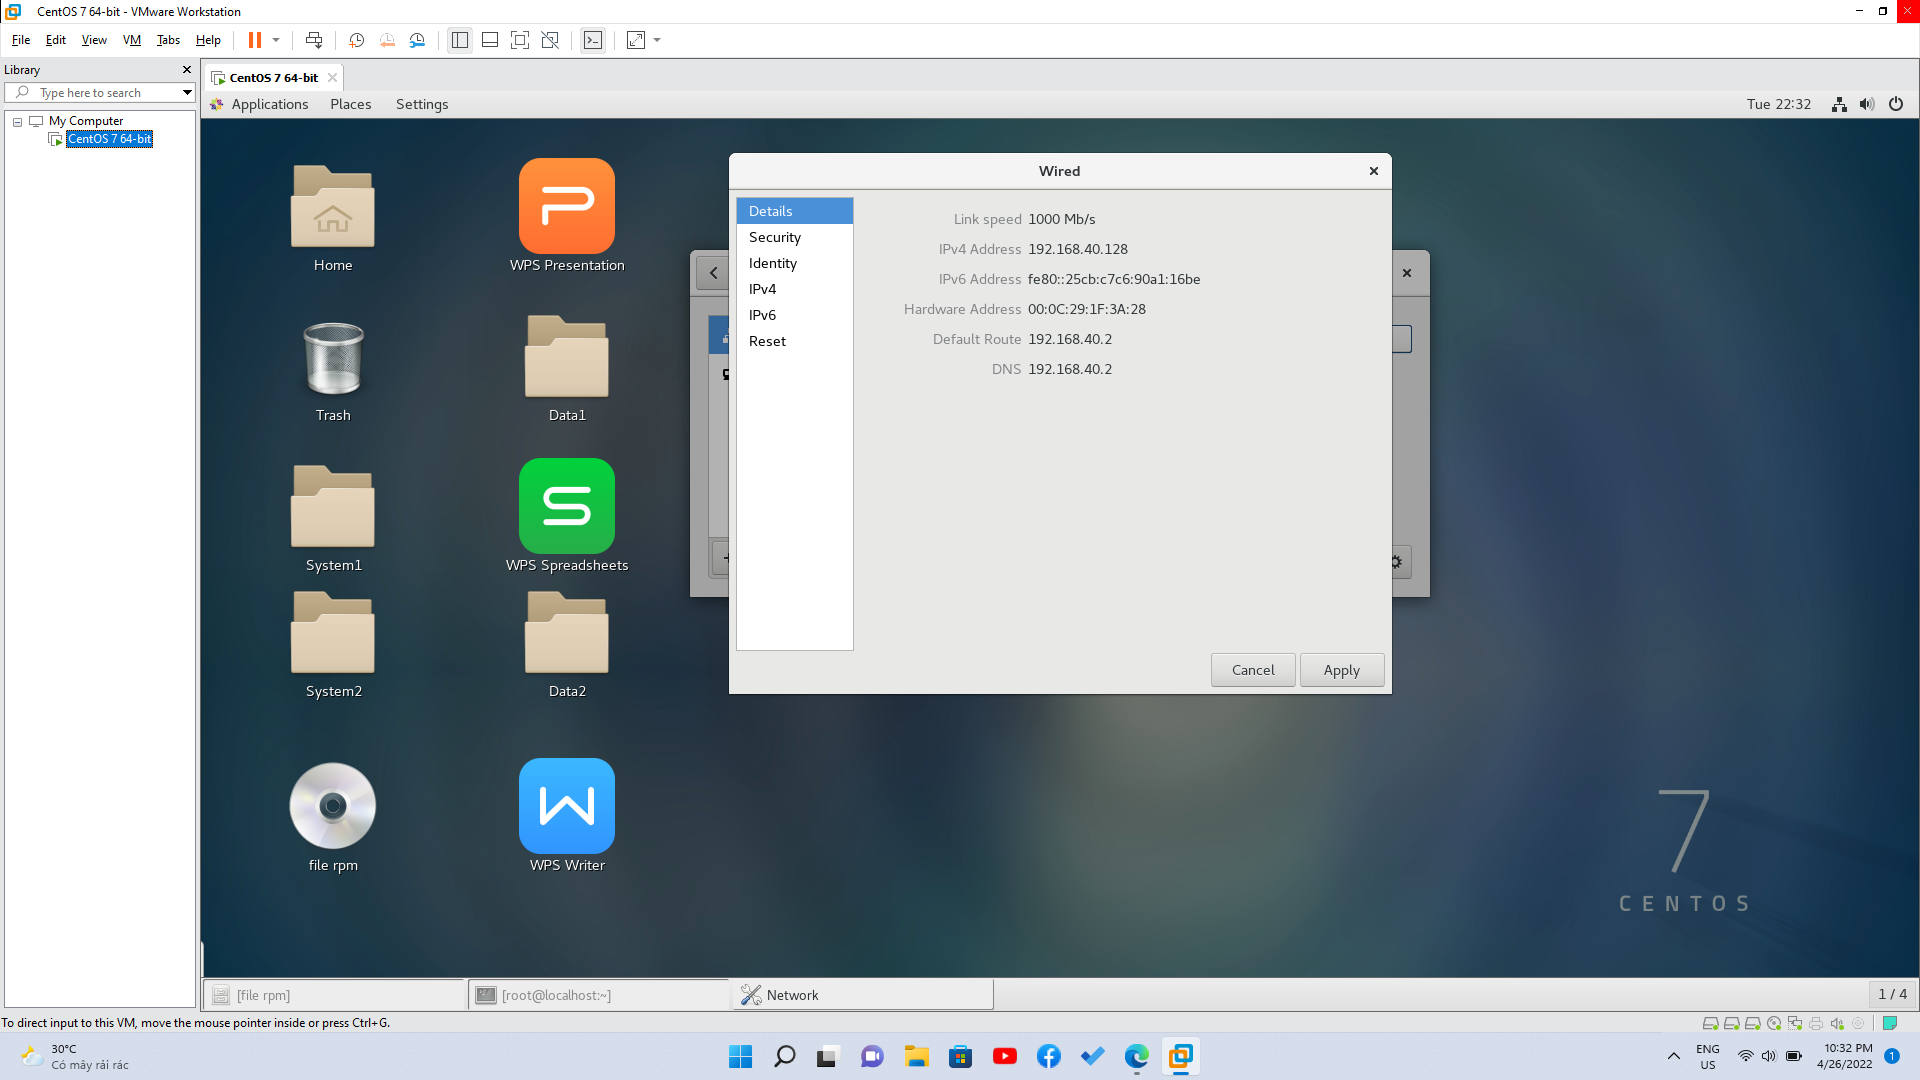 CentOS 7 64-bit - VMware Workstation
File Edit View VM Tabs Help
Library
Type here to search
My Computer
CentOS 7 64-bit
CentOS 7 64-bit
Applications Places Settings
Tue 22:32
Home
WPS Presentation
Trash
Data1
System1
WPS Spreadsheets
System2
Data2
file rpm
WPS Writer
Wired
Details
Security
Identity
IPv4
IPv6
Reset
Link speed 1000 Mb/s
IPv4 Address 192.168.40.128
IPv6 Address fe80::25cb:c7c6:90a1:16be
Hardware Address 00:0C:29:1F:3A:28
Default Route 192.168.40.2
DNS 192.168.40.2
Cancel Apply
7
CENTOS
[file rpm]
[root@localhost:~]
Network
1 / 4
To direct input to this VM, move the mouse pointer inside or press Ctrl+G.
30°C
Có mây rải rác
ENG
US
10:32 PM
4/26/2022
1